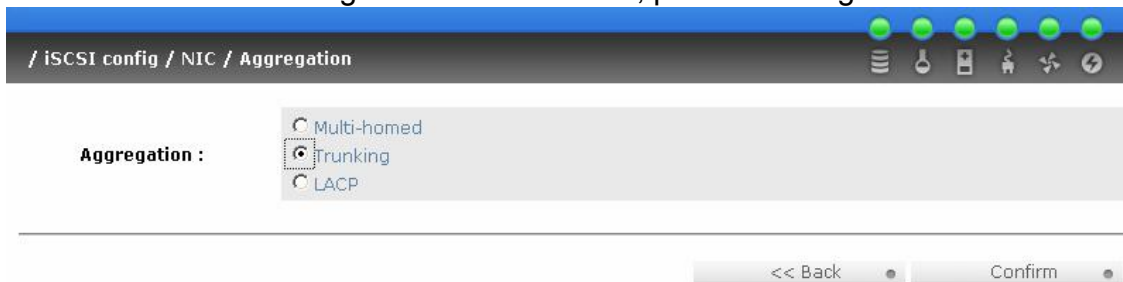 / iSCSI config / NIC / Aggregation
Multi-homed
Aggregation :
Trunking
LACP
<< Back
Confirm